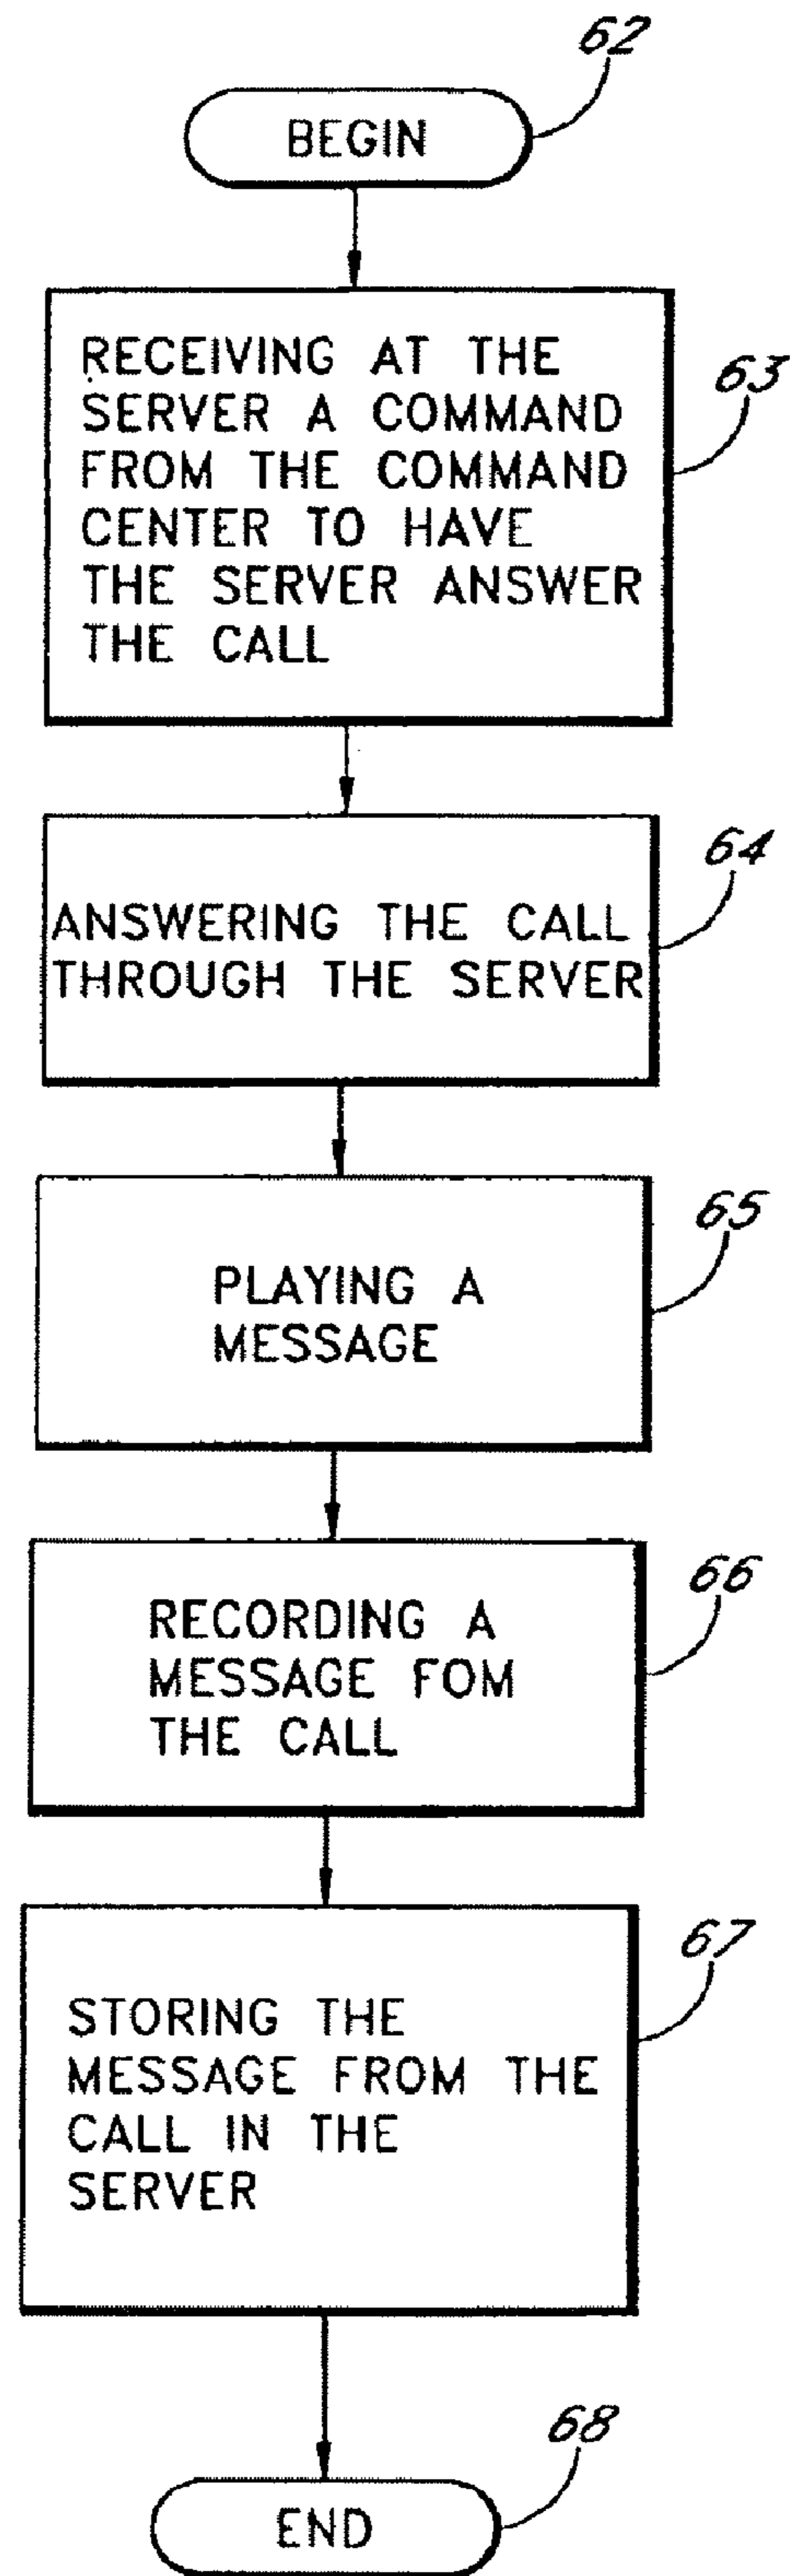 62
BEGIN
RECEIVING AT THE
SERVER A COMMAND
FROM THE COMMAND
CENTER TO HAVE
THE SERVER ANSWER
THE CALL
63
ANSWERING THE CALL
THROUGH THE SERVER
64
PLAYING A
MESSAGE
65
RECORDING A
MESSAGE FOM
THE CALL
66
STORING THE
MESSAGE FROM THE
CALL IN THE
SERVER
67
END
68